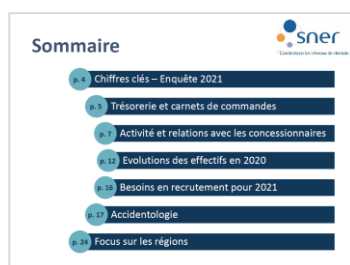 Sommaire
sner
p. 4 Chiffres clés – Enquête 2021
p. 5 Trésorerie et carnets de commandes
p. 7 Activité et relations avec les concessionnaires
p. 12 Evolutions des effectifs en 2020
p. 16 Besoins en recrutement pour 2021
p. 17 Accidentologie
p. 24 Focus sur les régions